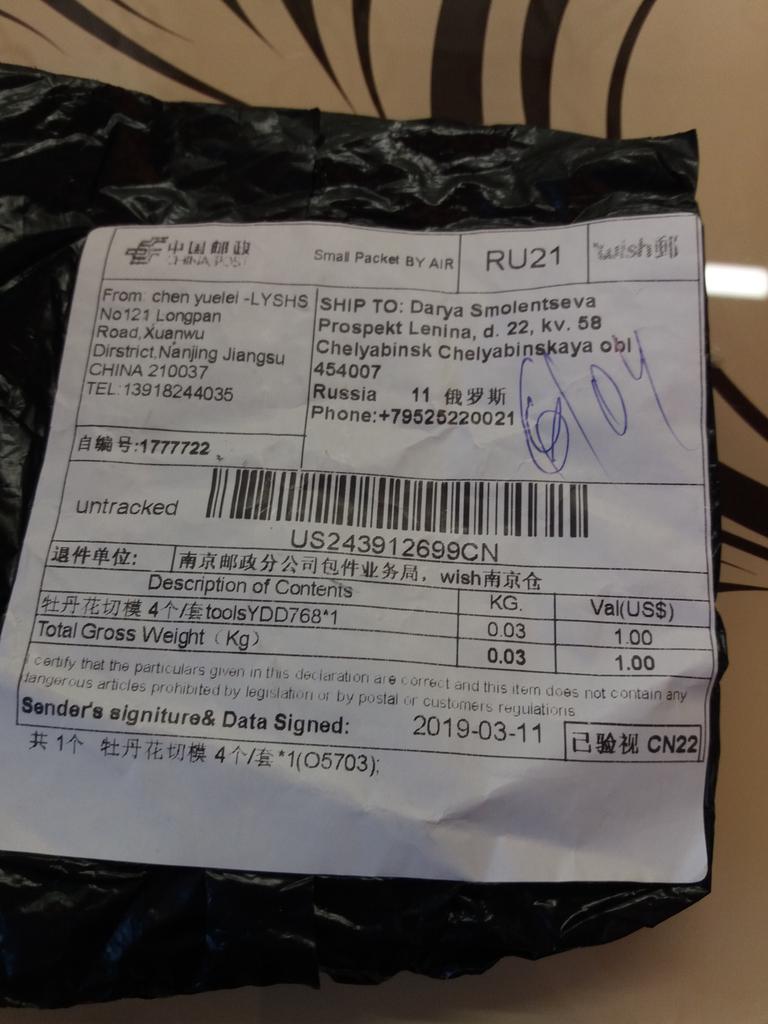 中国邮政
CHINA POST
Small Packet BY AIR
RU21
wish邮
From: chen yuelei -LYSHS
No121 Longpan
Road,Xuanwu
Dirstrict,Nanjing Jiangsu
CHINA 210037
TEL:13918244035
SHIP TO: Darya Smolentseva
Prospekt Lenina, d. 22, kv. 58
Chelyabinsk Chelyabinskaya obl
454007
Russia 11 俄罗斯
Phone:+79525220021
6/04
自编号:1777722
untracked
US243912699CN
退件单位: 南京邮政分公司包件业务局，wish南京仓
Description of Contents KG. Val(US$)
牡丹花切模 4个/套toolsYDD768*1 0.03 1.00
Total Gross Weight（Kg） 0.03 1.00
I certify that the particulars given in this declaration are correct and this item does not contain any
dangerous articles prohibited by legislation or by postal or customers regulations
Sender's signiture& Data Signed: 2019-03-11 已验视 CN22
共 1个 牡丹花切模 4个/套*1(O5703);